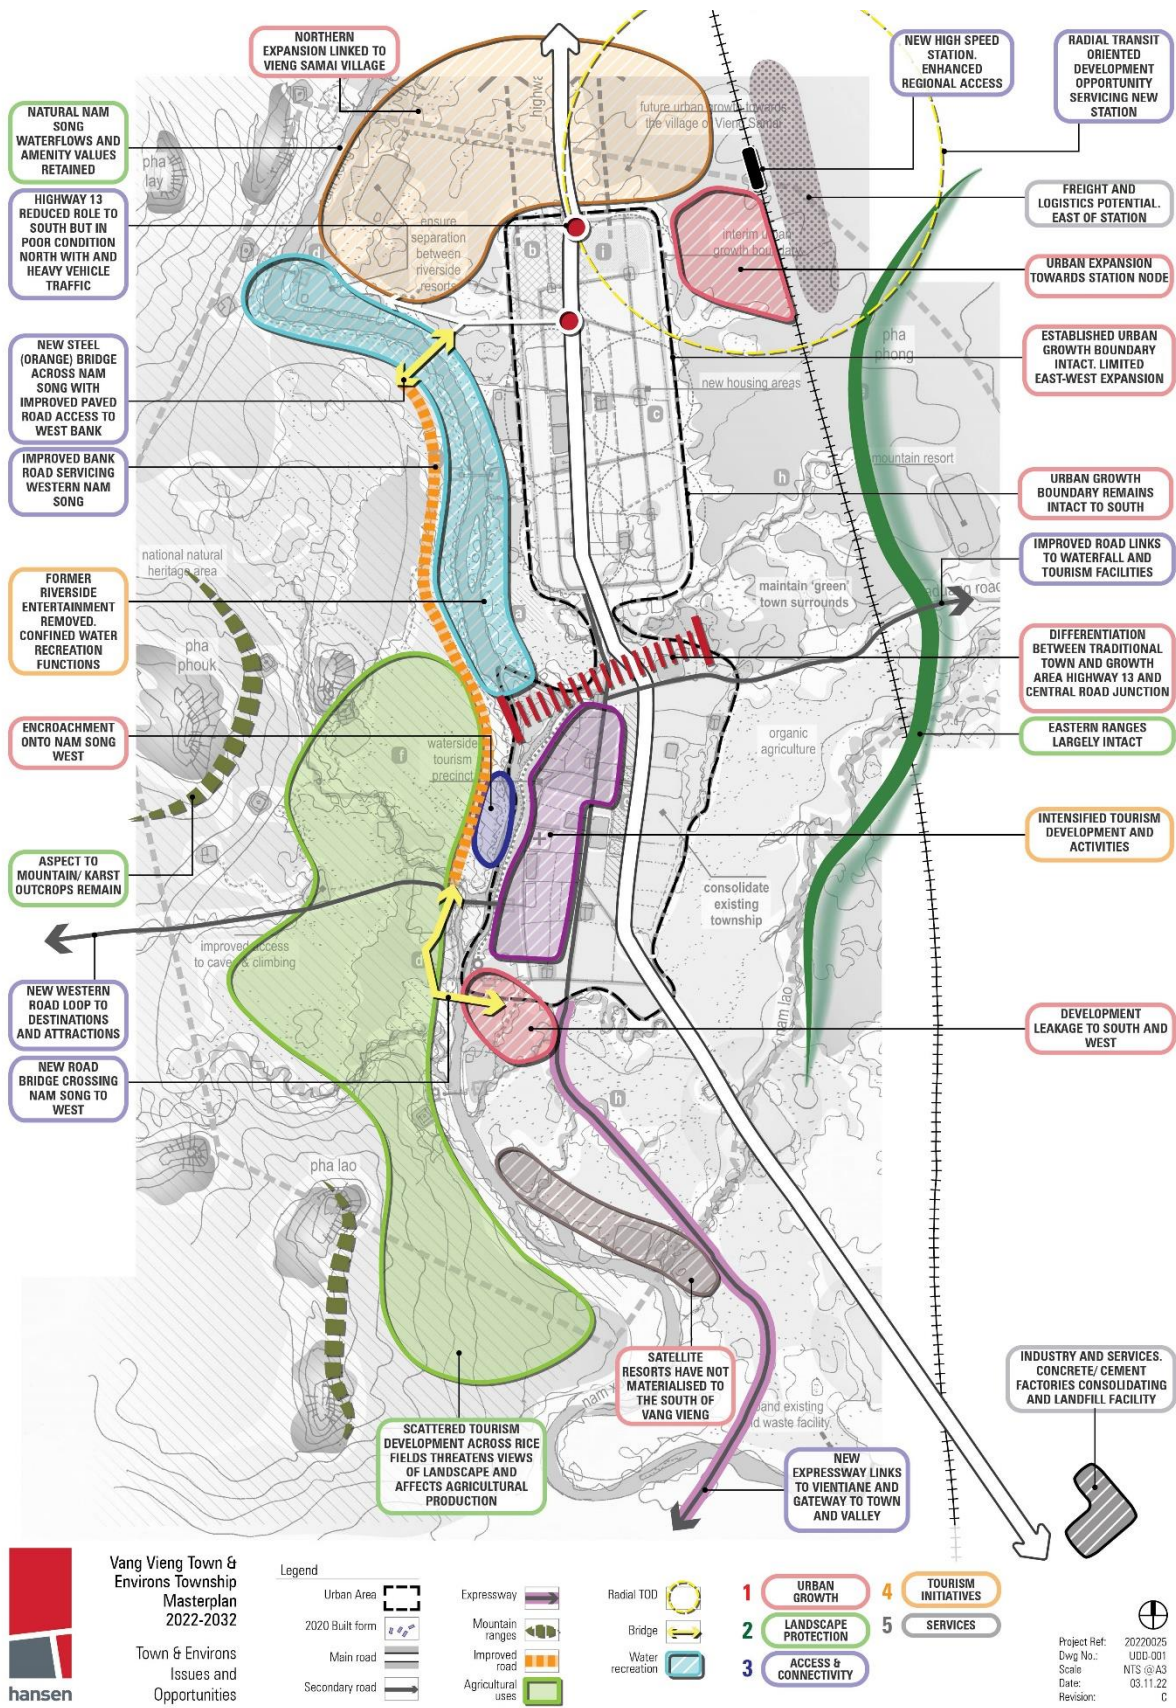 NORTHERN
EXPANSION LINKED TO
VIENG SAMAI VILLAGE
NEW HIGH SPEED
STATION.
ENHANCED
REGIONAL ACCESS
RADIAL TRANSIT
ORIENTED
DEVELOPMENT
OPPORTUNITY
SERVICING NEW
STATION
NATURAL NAM
SONG
WATERFLOWS AND
AMENITY VALUES
RETAINED
HIGHWAY 13
REDUCED ROLE TO
SOUTH BUT IN
POOR CONDITION
NORTH WITH AND
HEAVY VEHICLE
TRAFFIC
NEW STEEL
(ORANGE) BRIDGE
ACROSS NAM
SONG WITH
IMPROVED PAVED
ROAD ACCESS TO
WEST BANK
IMPROVED BANK
ROAD SERVICING
WESTERN NAM
SONG
FORMER
RIVERSIDE
ENTERTAINMENT
REMOVED.
CONFINED WATER
RECREATION
FUNCTIONS
ENCROACHMENT
ONTO NAM SONG
WEST
ASPECT TO
MOUNTAIN/ KARST
OUTCROPS REMAIN
NEW WESTERN
ROAD LOOP TO
DESTINATIONS
AND ATTRACTIONS
NEW ROAD
BRIDGE CROSSING
NAM SONG TO
WEST
FREIGHT AND
LOGISTICS POTENTIAL.
EAST OF STATION
URBAN EXPANSION
TOWARDS STATION NODE
ESTABLISHED URBAN
GROWTH BOUNDARY
INTACT. LIMITED
EAST-WEST EXPANSION
URBAN GROWTH
BOUNDARY REMAINS
INTACT TO SOUTH
IMPROVED ROAD LINKS
TO WATERFALL AND
TOURISM FACILITIES
DIFFERENTIATION
BETWEEN TRADITIONAL
TOWN AND GROWTH
AREA HIGHWAY 13 AND
CENTRAL ROAD JUNCTION
EASTERN RANGES
LARGELY INTACT
INTENSIFIED TOURISM
DEVELOPMENT AND
ACTIVITIES
DEVELOPMENT
LEAKAGE TO SOUTH AND
WEST
INDUSTRY AND SERVICES.
CONCRETE/ CEMENT
FACTORIES CONSOLIDATING
AND LANDFILL FACILITY
SATELLITE
RESORTS HAVE NOT
MATERIALISED TO
THE SOUTH OF
VANG VIENG
SCATTERED TOURISM
DEVELOPMENT ACROSS RICE
FIELDS THREATENS VIEWS
OF LANDSCAPE AND
AFFECTS AGRICULTURAL
PRODUCTION
NEW
EXPRESSWAY LINKS
TO VIENTIANE AND
GATEWAY TO TOWN
AND VALLEY
pha
lay
future urban growth towards
the village of Vieng Samai
ensure
separation
between
riverside
resorts
b
i
interim urban
new housing areas
c
pha
phong
mountain resort
h
national natural
heritage area
a
maintain 'green'
town surrounds
pha
phouk
f
waterside
tourism
precinct
organic
agriculture
consolidate
existing
township
improved access
d
nam lao
h
pha lao
hansen
Vang Vieng Town &
Environs Township
Masterplan
2022-2032
Town & Environs
Issues and
Opportunities
Legend
Urban Area
2020 Built form
Main road
Secondary road
Expressway
Mountain
ranges
Improved
road
Agricultural
uses
Radial TOD
Bridge
Water
recreation
1 URBAN
GROWTH
2 LANDSCAPE
PROTECTION
3 ACCESS &
CONNECTIVITY
4 TOURISM
INITIATIVES
5 SERVICES
Project Ref: 20220025
Dwg No.: UDD-001
Scale NTS @A3
Date: 03.11.22
Revision: C